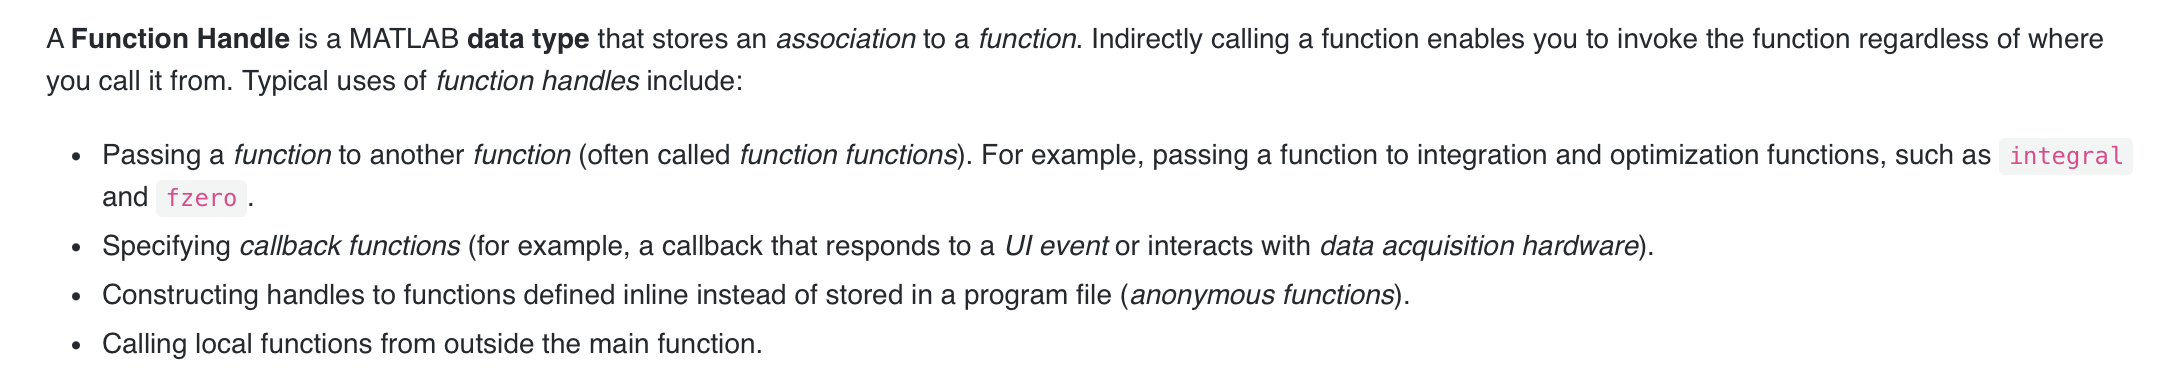 A Function Handle is a MATLAB data type that stores an association to a function. Indirectly calling a function enables you to invoke the function regardless of where
you call it from. Typical uses of function handles include:
• Passing a function to another function (often called function functions). For example, passing a function to integration and optimization functions, such as integral
and fzero.
• Specifying callback functions (for example, a callback that responds to a UI event or interacts with data acquisition hardware).
• Constructing handles to functions defined inline instead of stored in a program file (anonymous functions).
• Calling local functions from outside the main function.